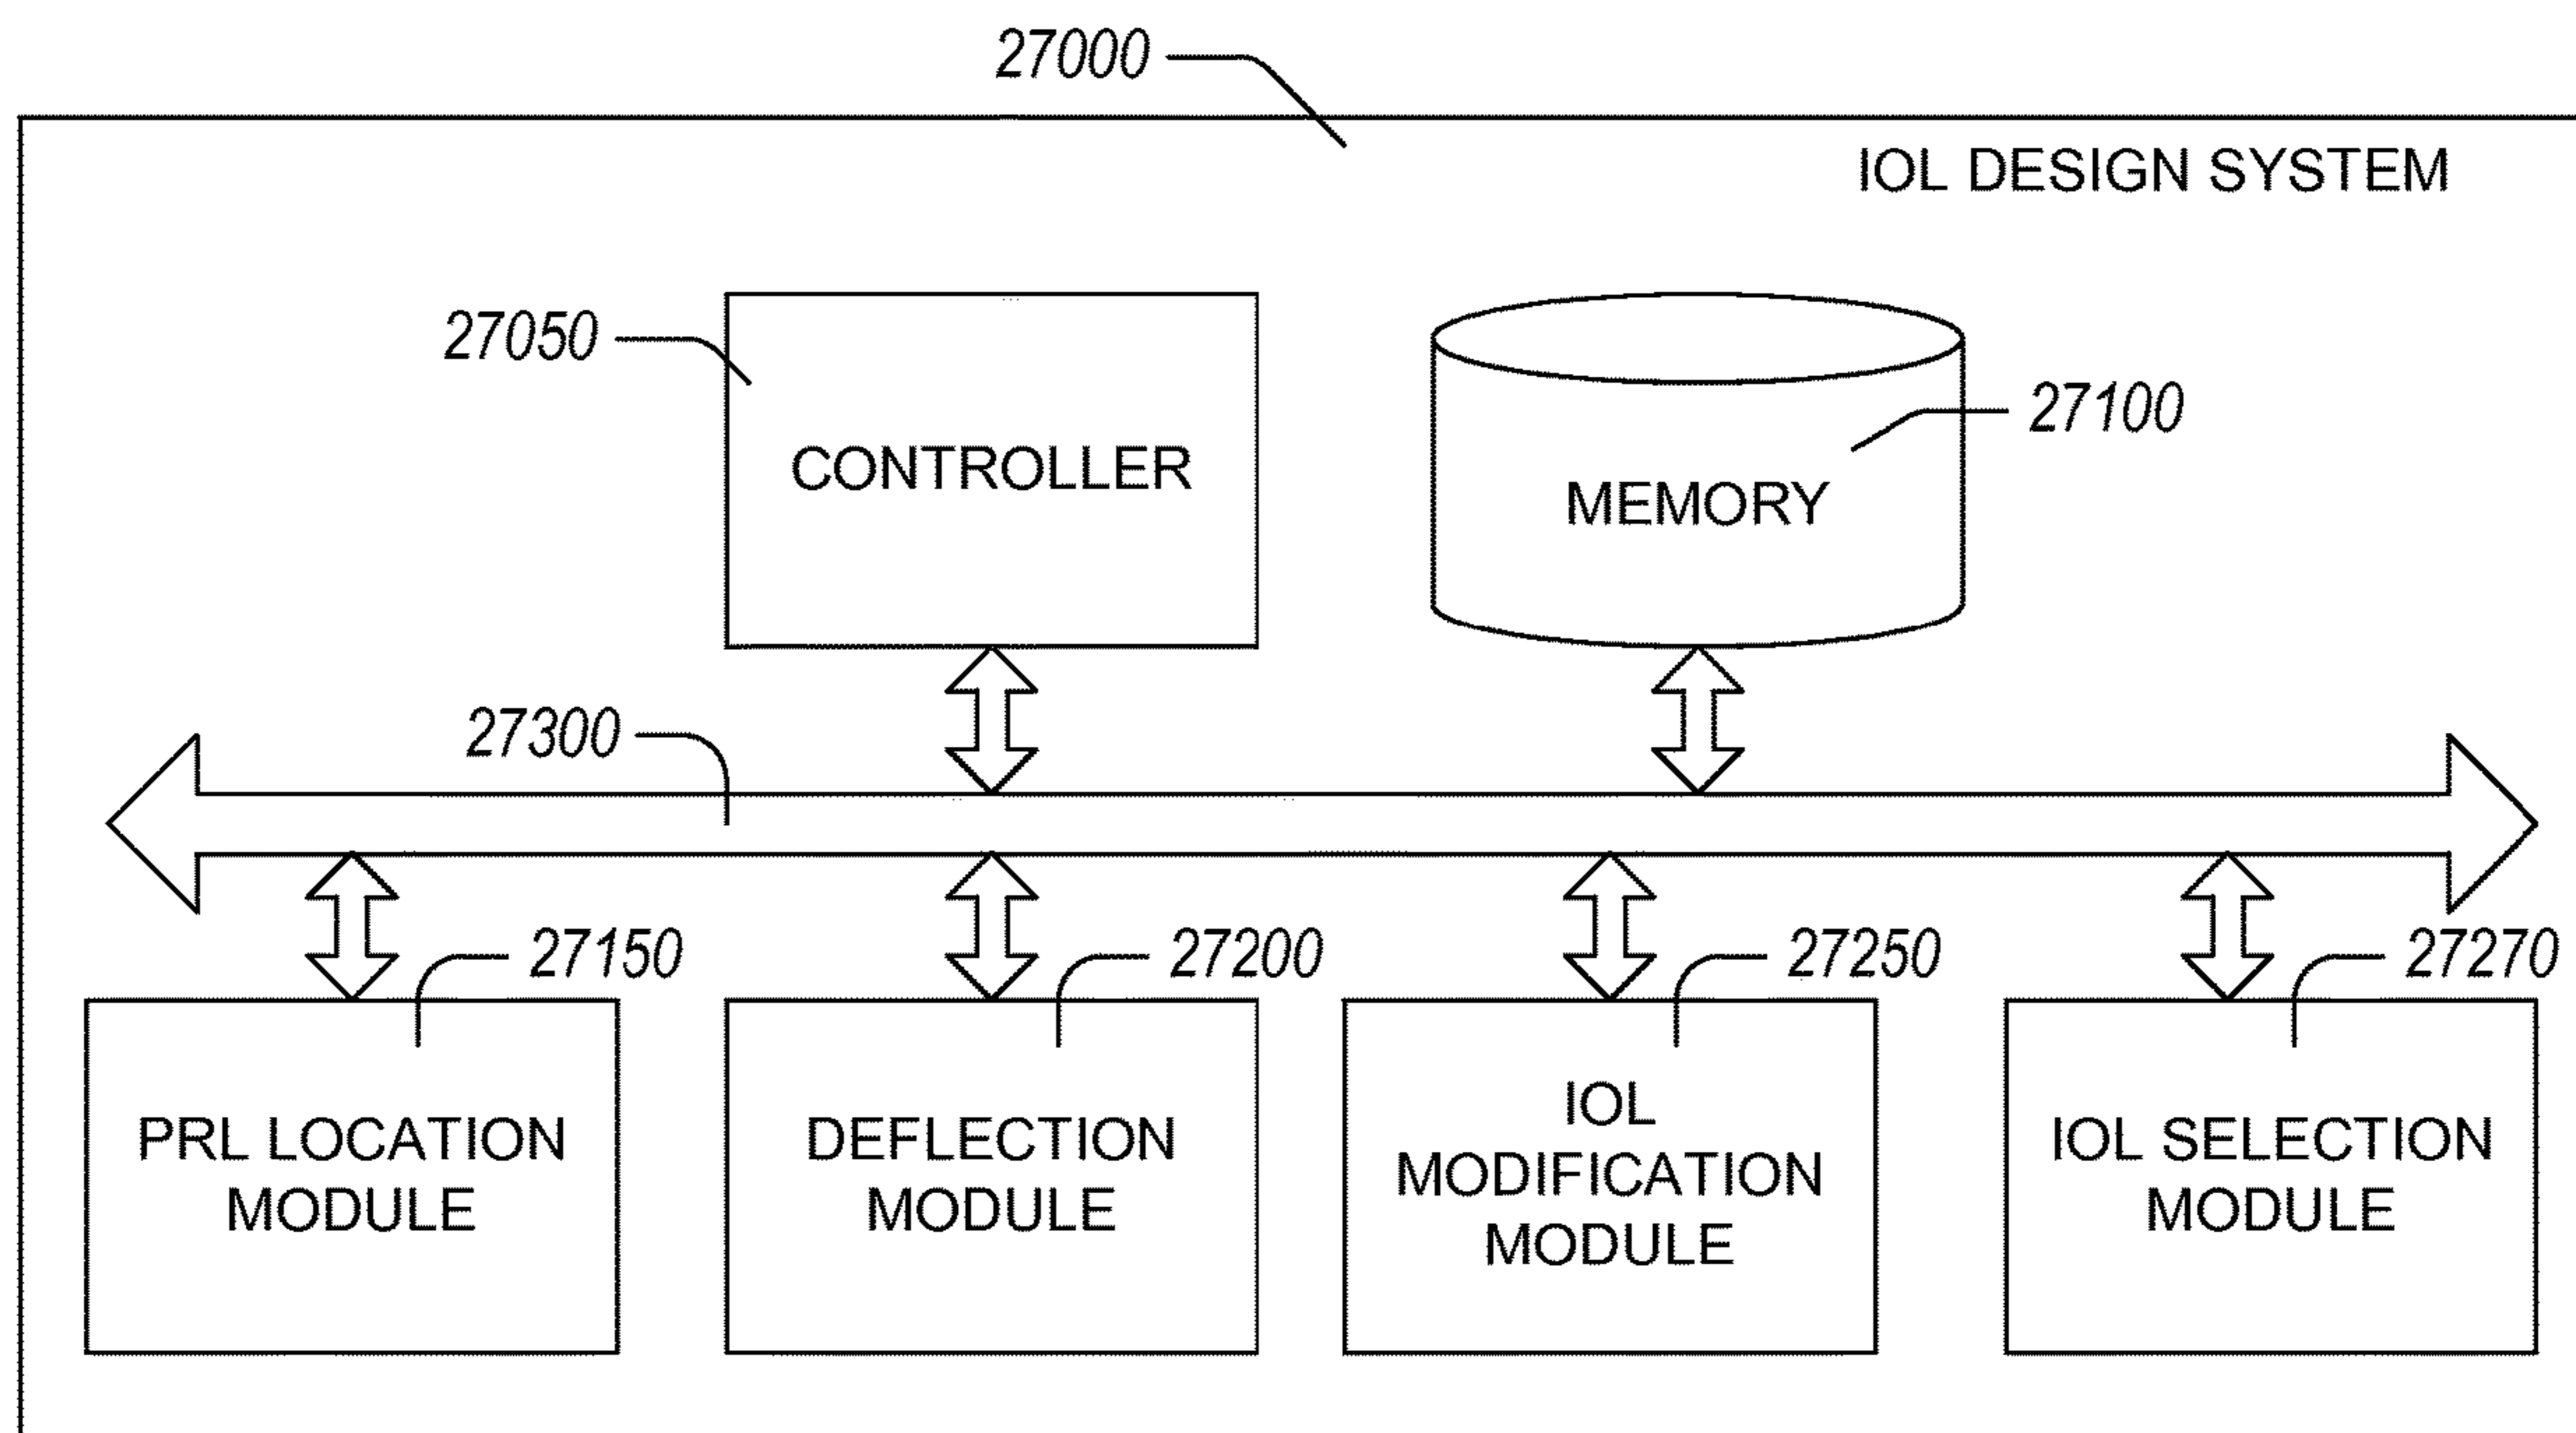 27000
IOL DESIGN SYSTEM
27050
CONTROLLER
27100
MEMORY
27300
27150
27200
27250
27270
PRL LOCATION
MODULE
DEFLECTION
MODULE
IOL
MODIFICATION
MODULE
IOL SELECTION
MODULE